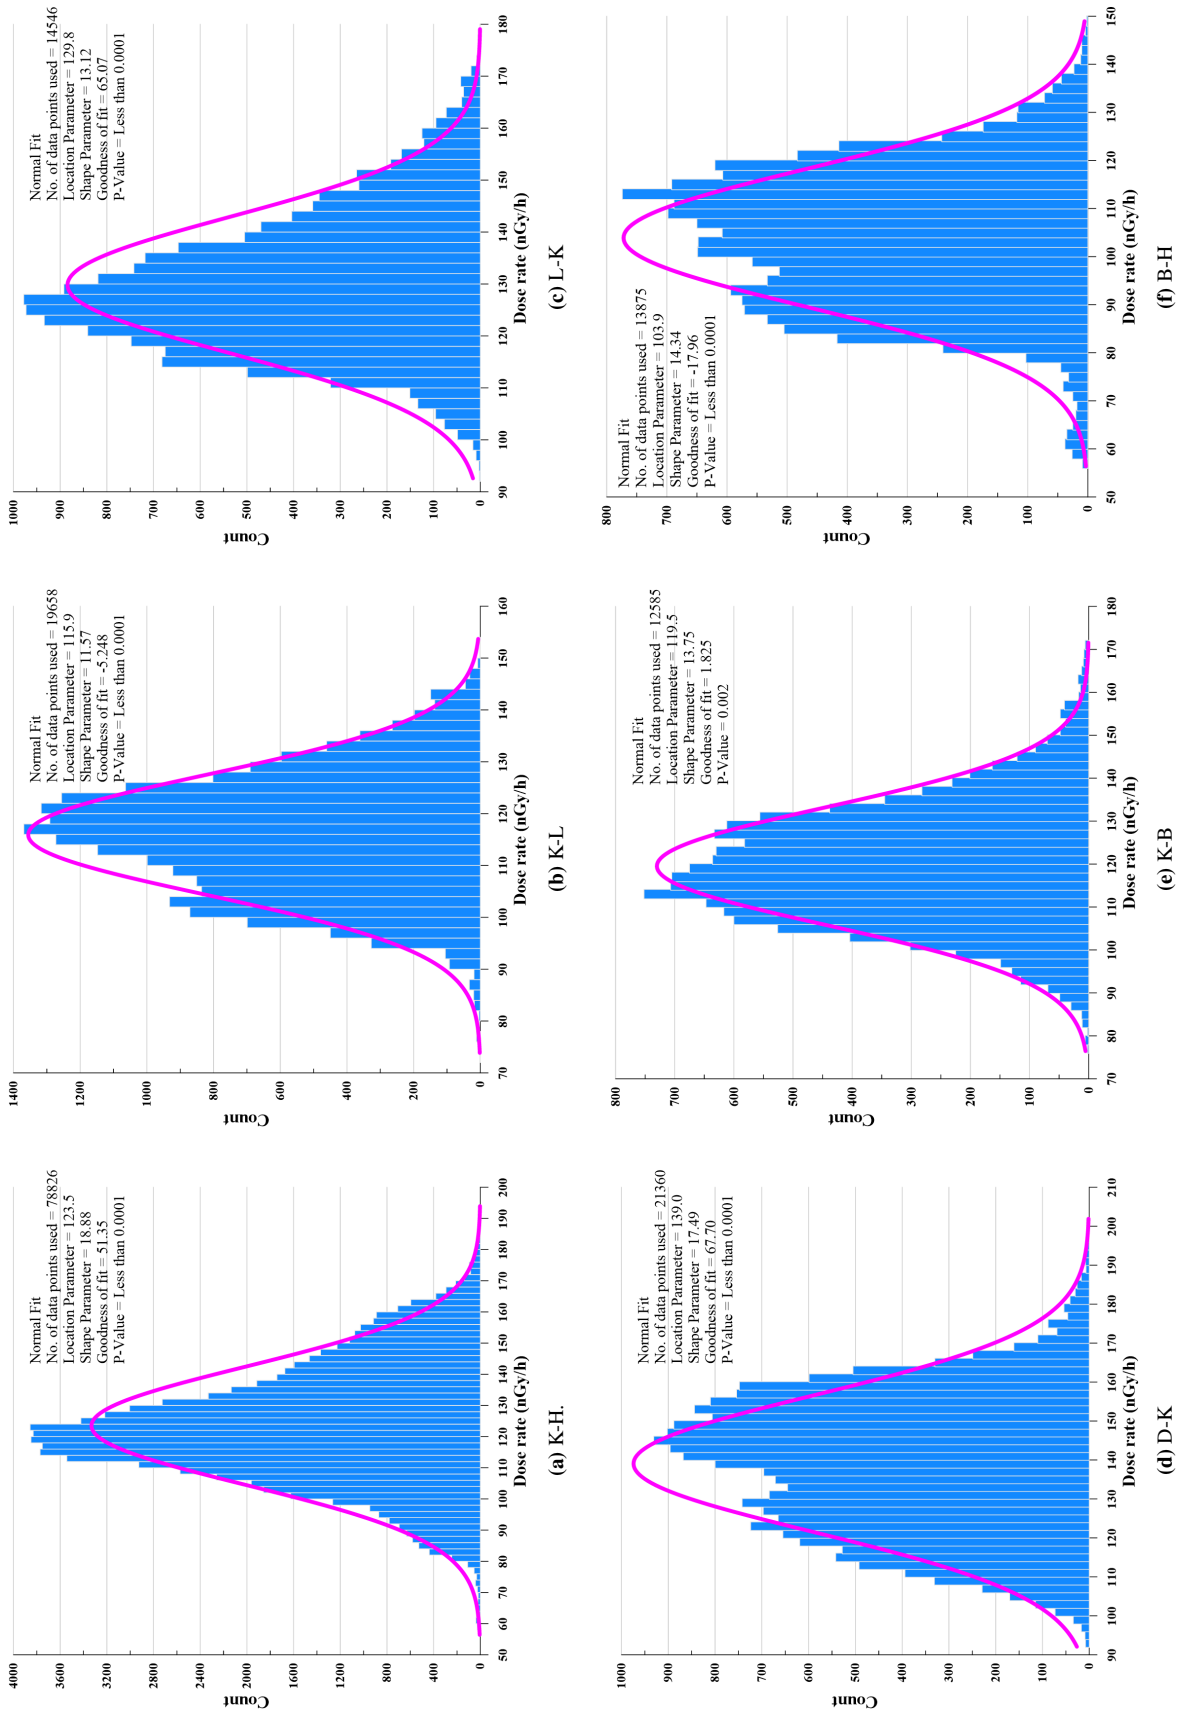 Normal Fit
No. of data points used = 78826
Location Parameter = 123.5
Shape Parameter = 18.88
Goodness of fit = 51.35
P-Value = Less than 0.0001
Count
4000
3600
3200
2800
2400
2000
1600
1200
800
400
0
50 60 70 80 90 100 110 120 130 140 150 160 170 180 190 200
Dose rate (nGy/h)
(a) K-H.
Normal Fit
No. of data points used = 19658
Location Parameter = 115.9
Shape Parameter = 11.57
Goodness of fit = -5.248
P-Value = Less than 0.0001
Count
1400
1200
1000
800
600
400
200
0
70 80 90 100 110 120 130 140 150 160
Dose rate (nGy/h)
(b) K-L
Normal Fit
No. of data points used = 14546
Location Parameter = 129.8
Shape Parameter = 13.12
Goodness of fit = 65.07
P-Value = Less than 0.0001
Count
1000
900
800
700
600
500
400
300
200
100
0
90 100 110 120 130 140 150 160 170 180
Dose rate (nGy/h)
(c) L-K
Normal Fit
No. of data points used = 21360
Location Parameter = 139.0
Shape Parameter = 17.49
Goodness of fit = 67.70
P-Value = Less than 0.0001
Count
1000
900
800
700
600
500
400
300
200
100
0
90 100 110 120 130 140 150 160 170 180 190 200 210
Dose rate (nGy/h)
(d) D-K
Normal Fit
No. of data points used = 12585
Location Parameter = 119.5
Shape Parameter = 13.75
Goodness of fit = 1.825
P-Value = 0.002
Count
800
700
600
500
400
300
200
100
0
70 80 90 100 110 120 130 140 150 160 170 180
Dose rate (nGy/h)
(e) K-B
Normal Fit
No. of data points used = 13875
Location Parameter = 103.9
Shape Parameter = 14.34
Goodness of fit = -17.96
P-Value = Less than 0.0001
Count
800
700
600
500
400
300
200
100
0
50 60 70 80 90 100 110 120 130 140 150
Dose rate (nGy/h)
(f) B-H